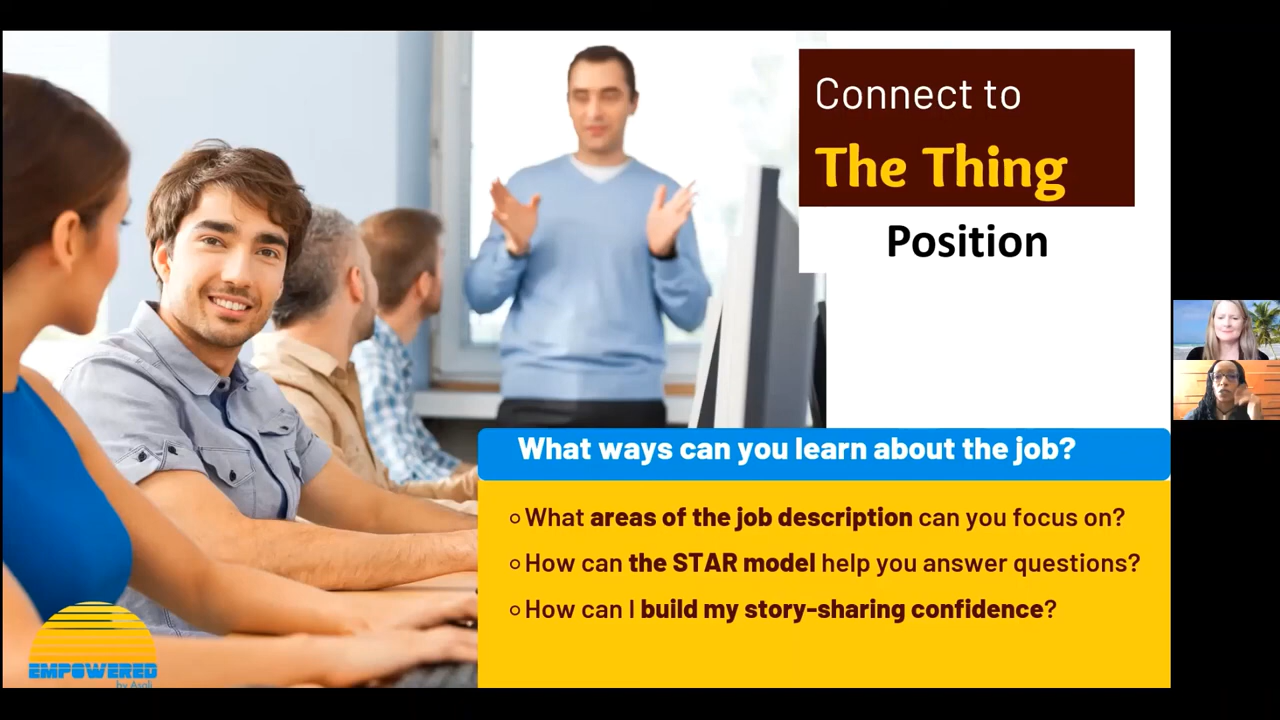 Connect to
The Thing
Position
What ways can you learn about the job?
What areas of the job description can you focus on?
How can the STAR model help you answer questions?
How can I build my story-sharing confidence?
EMPOWERED
by Asali